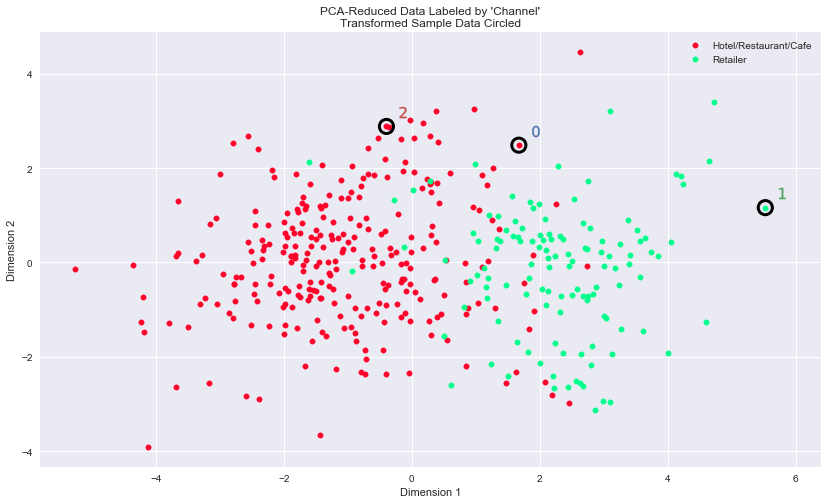 PCA-Reduced Data Labeled by 'Channel'
Transformed Sample Data Circled
Hotel/Restaurant/Cafe
Retailer
2
0
1
Dimension 2
4
2
0
−2
−4
−4
−2
0
2
4
6
Dimension 1